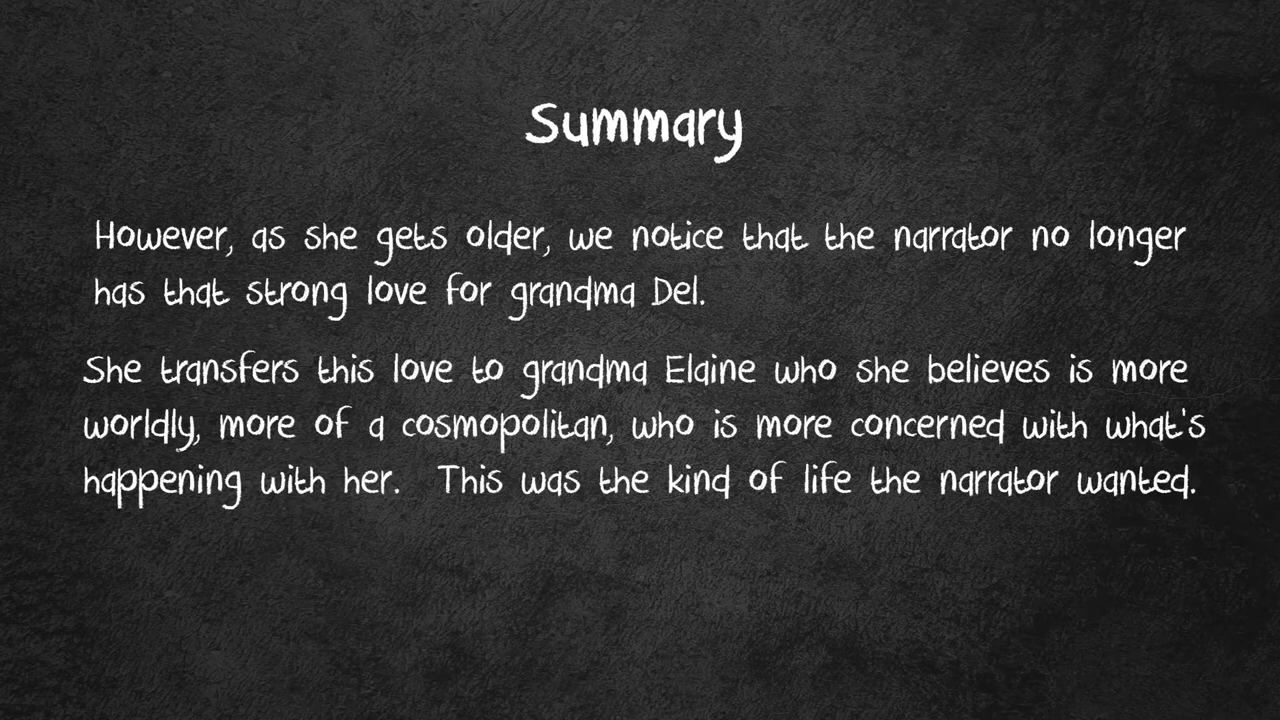 Summary
However, as she gets older, we notice that the narrator no longer
has that strong love for grandma Del.
She transfers this love to grandma Elaine who she believes is more
worldly, more of a cosmopolitan, who is more concerned with what's
happening with her. This was the kind of life the narrator wanted.